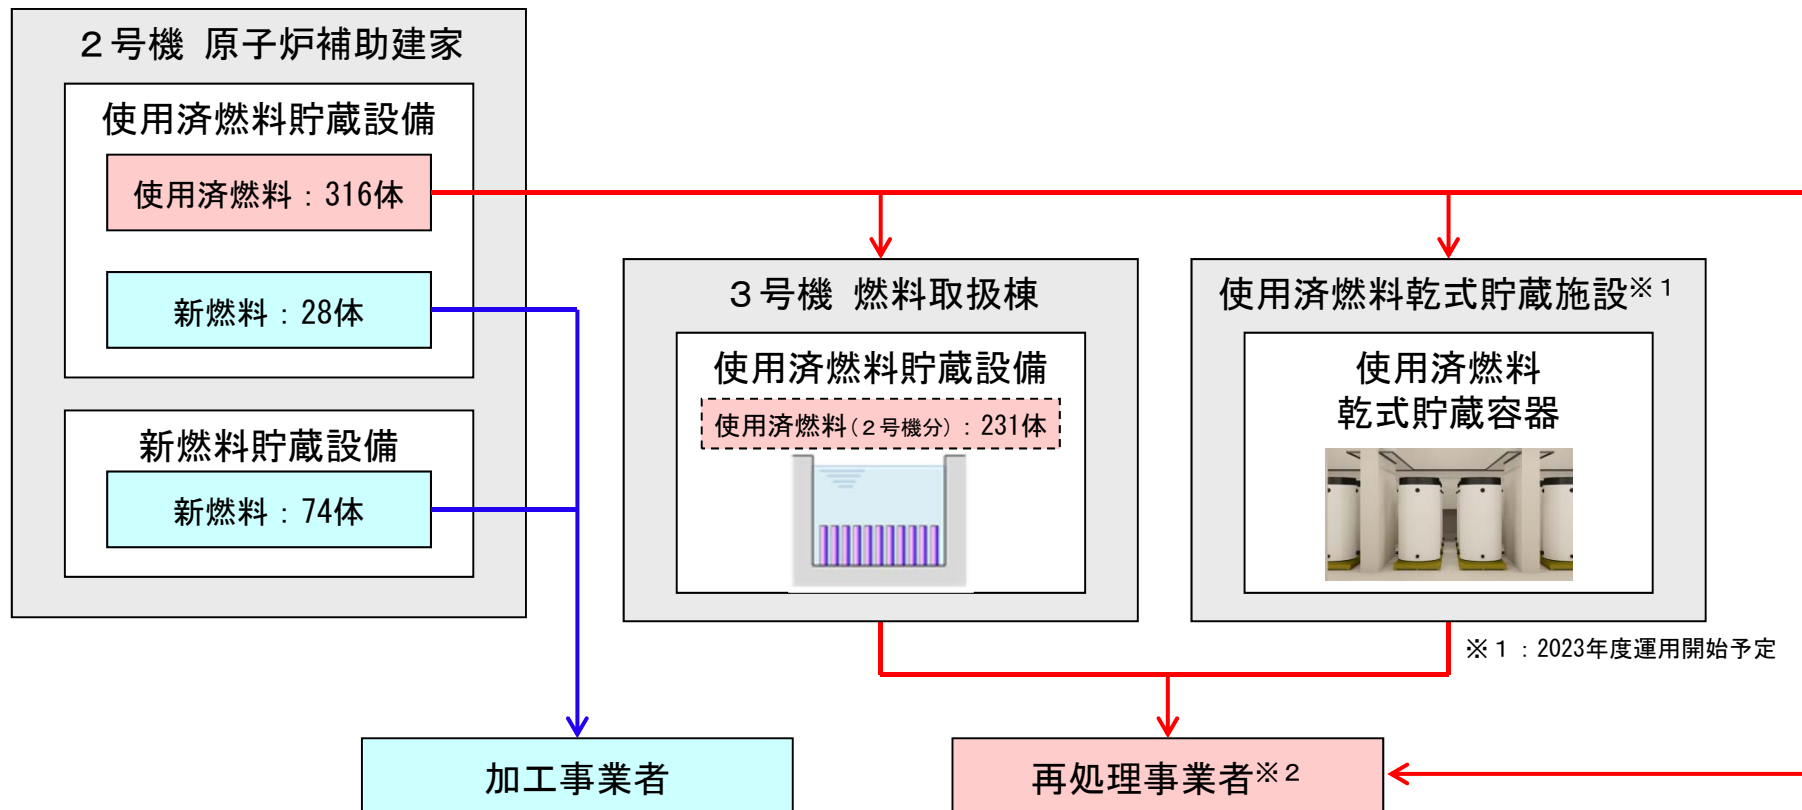 ２号機 原子炉補助建家
使用済燃料貯蔵設備
使用済燃料：316体
新燃料：28体
新燃料貯蔵設備
新燃料：74体
３号機 燃料取扱棟
使用済燃料貯蔵設備
使用済燃料(２号機分)：231体
使用済燃料乾式貯蔵施設※１
使用済燃料
乾式貯蔵容器
※１：2023年度運用開始予定
加工事業者
再処理事業者※２